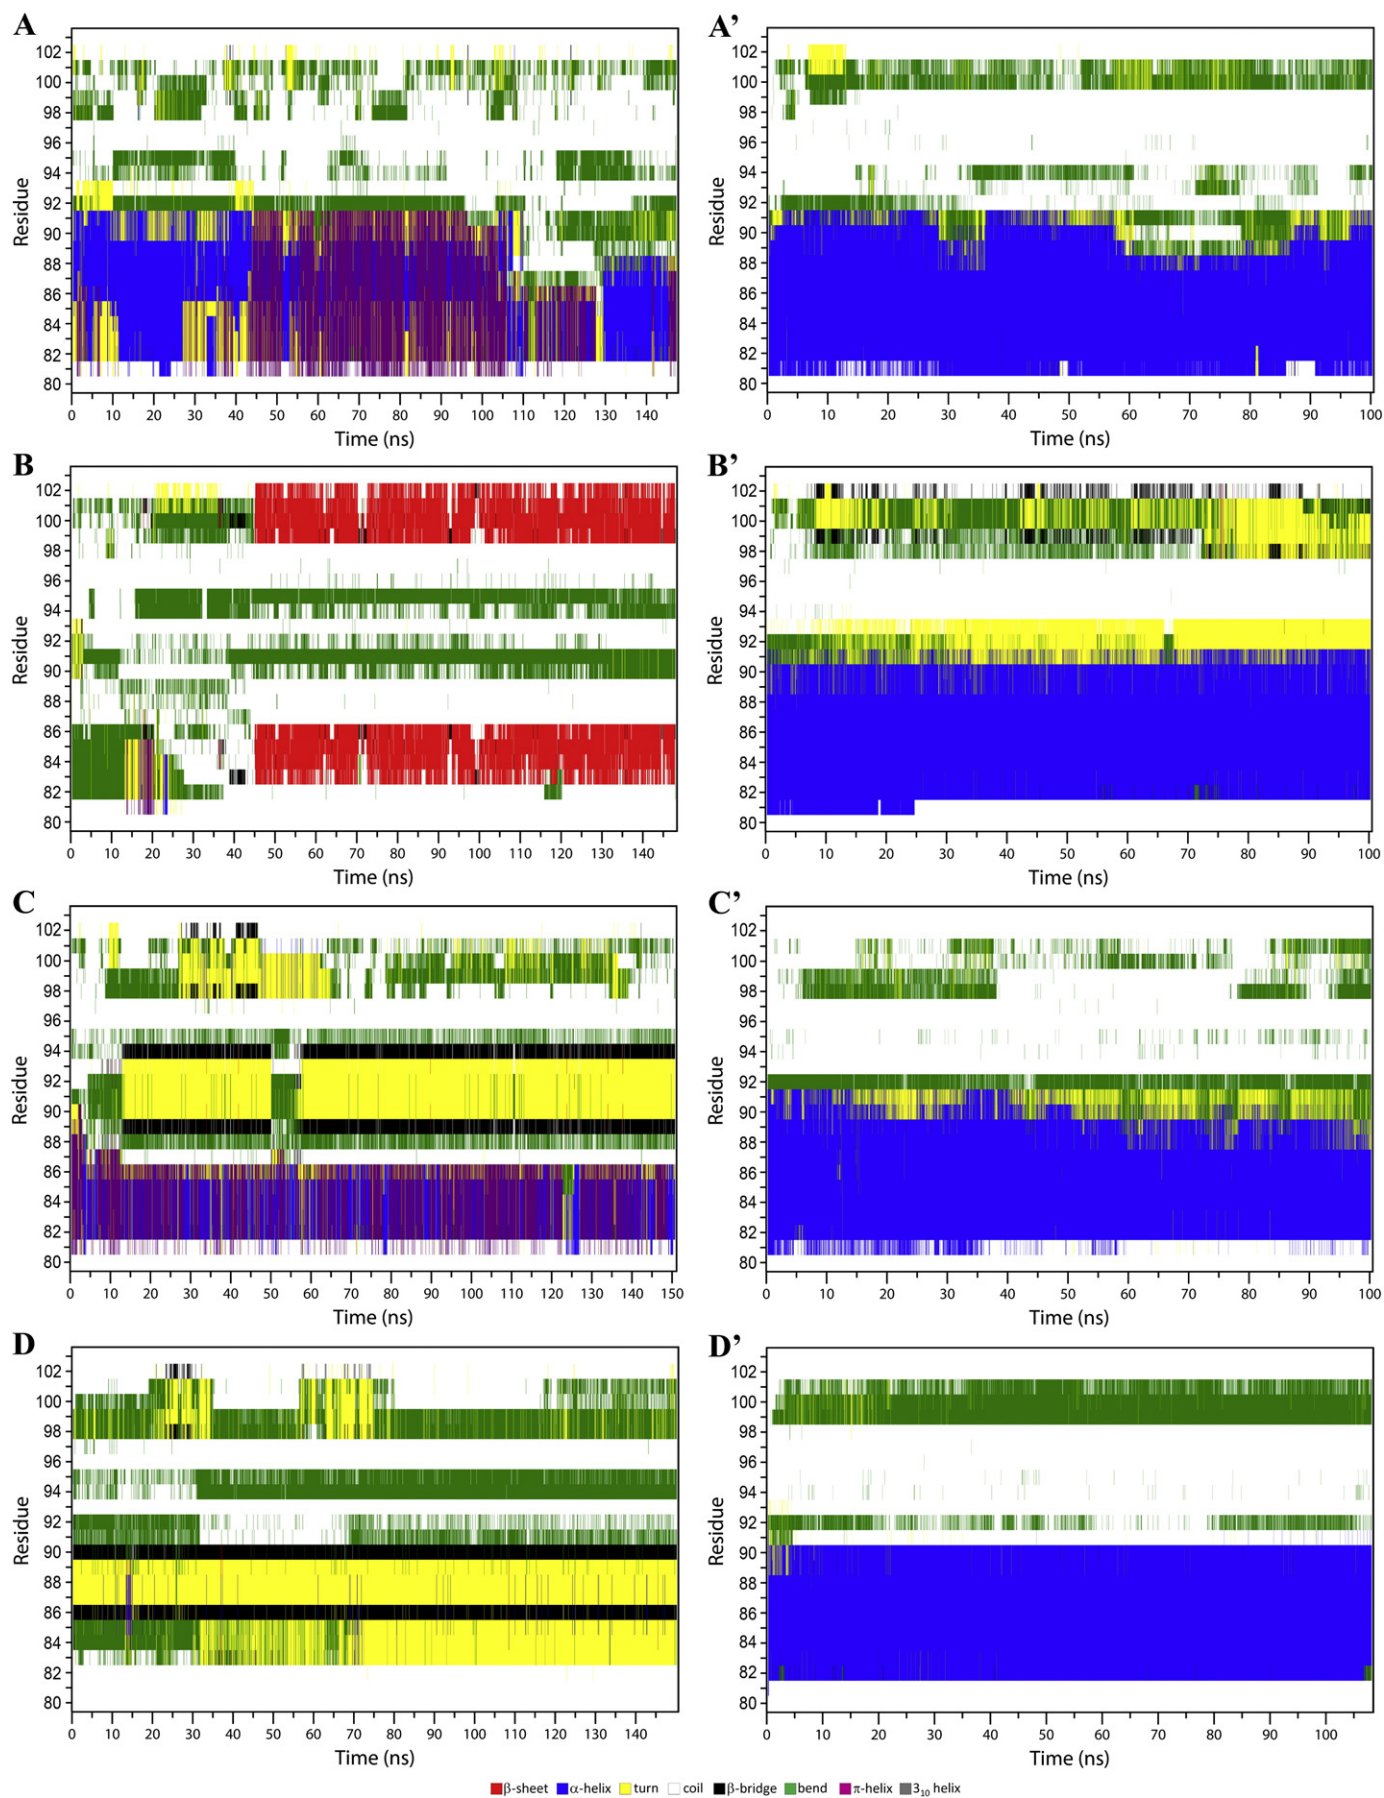 A
Residue
102
100
98
96
94
92
90
88
86
84
82
80
0 10 20 30 40 50 60 70 80 90 100 110 120 130 140
Time (ns)
A’
Residue
102
100
98
96
94
92
90
88
86
84
82
80
0 10 20 30 40 50 60 70 80 90 100
Time (ns)
B
Residue
102
100
98
96
94
92
90
88
86
84
82
80
0 10 20 30 40 50 60 70 80 90 100 110 120 130 140
Time (ns)
B’
Residue
102
100
98
96
94
92
90
88
86
84
82
80
0 10 20 30 40 50 60 70 80 90 100
Time (ns)
C
Residue
102
100
98
96
94
92
90
88
86
84
82
80
0 10 20 30 40 50 60 70 80 90 100 110 120 130 140 150
Time (ns)
C’
Residue
102
100
98
96
94
92
90
88
86
84
82
80
0 10 20 30 40 50 60 70 80 90 100
Time (ns)
D
Residue
102
100
98
96
94
92
90
88
86
84
82
80
0 10 20 30 40 50 60 70 80 90 100 110 120 130 140
Time (ns)
D’
Residue
102
100
98
96
94
92
90
88
86
84
82
80
0 10 20 30 40 50 60 70 80 90 100
Time (ns)
β-sheet α-helix turn coil β-bridge bend π-helix 3₁₀ helix